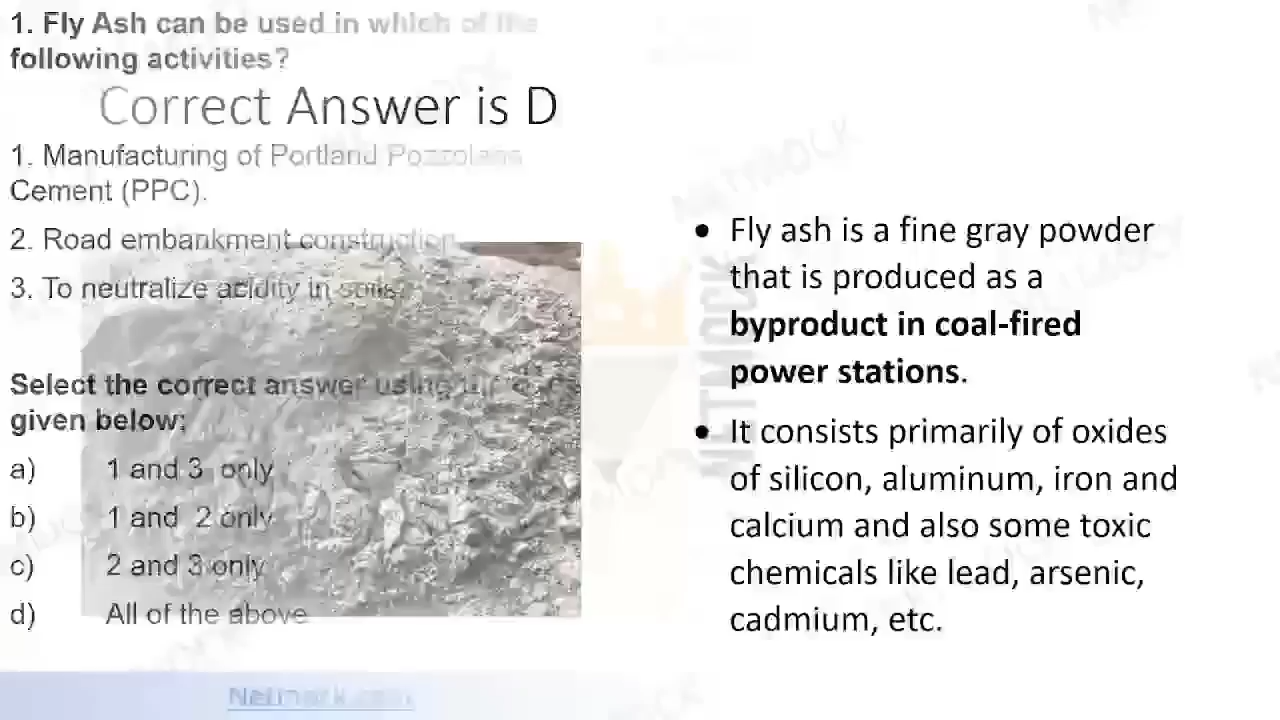 1. Fly Ash can be used in which of the
following activities?
Correct Answer is D
1. Manufacturing of Portland Pozzolana
Cement (PPC).
2. Road embankment construction
3. To neutralize acidity in soils
Select the correct answer using
given below:
a) 1 and 3 only
b) 1 and 2 only
c) 2 and 3 only
d) All of the above
• Fly ash is a fine gray powder
that is produced as a
byproduct in coal-fired
power stations.
• It consists primarily of oxides
of silicon, aluminum, iron and
calcium and also some toxic
chemicals like lead, arsenic,
cadmium, etc.
NETMOCK